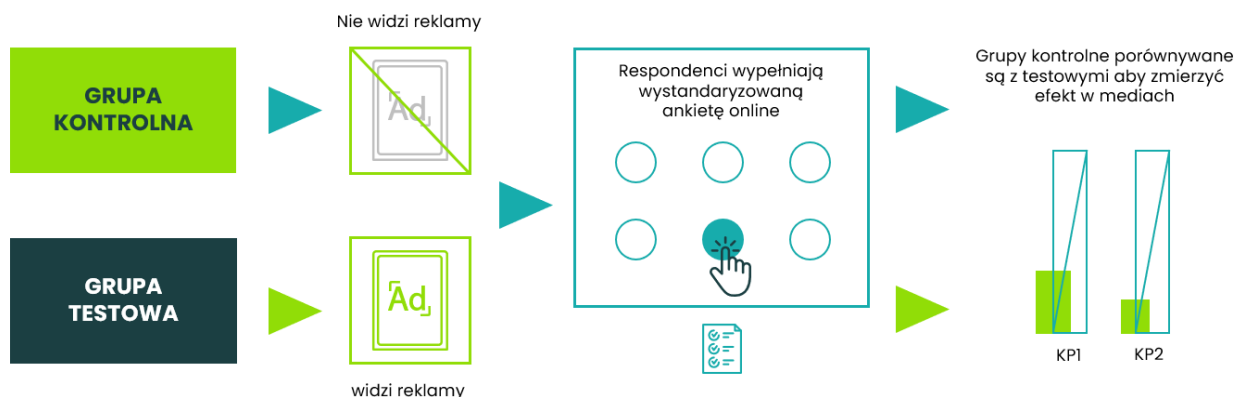 Nie widzi reklamy
GRUPA
KONTROLNA
Ad
GRUPA
TESTOWA
Ad
widzi reklamy
Respondenci wypełniają
wystandaryzowaną
ankietę online
Grupy kontrolne porównywane
są z testowymi aby zmierzyć
efekt w mediach
KP1
KP2